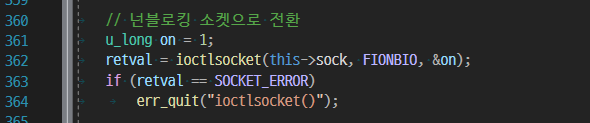 359
360 // 넌블로킹 소켓으로 전환
361 u_long on = 1;
362 retval = ioctlsocket(this->sock, FIONBIO, &on);
363 if (retval == SOCKET_ERROR)
364 err_quit("ioctlsocket()");
365